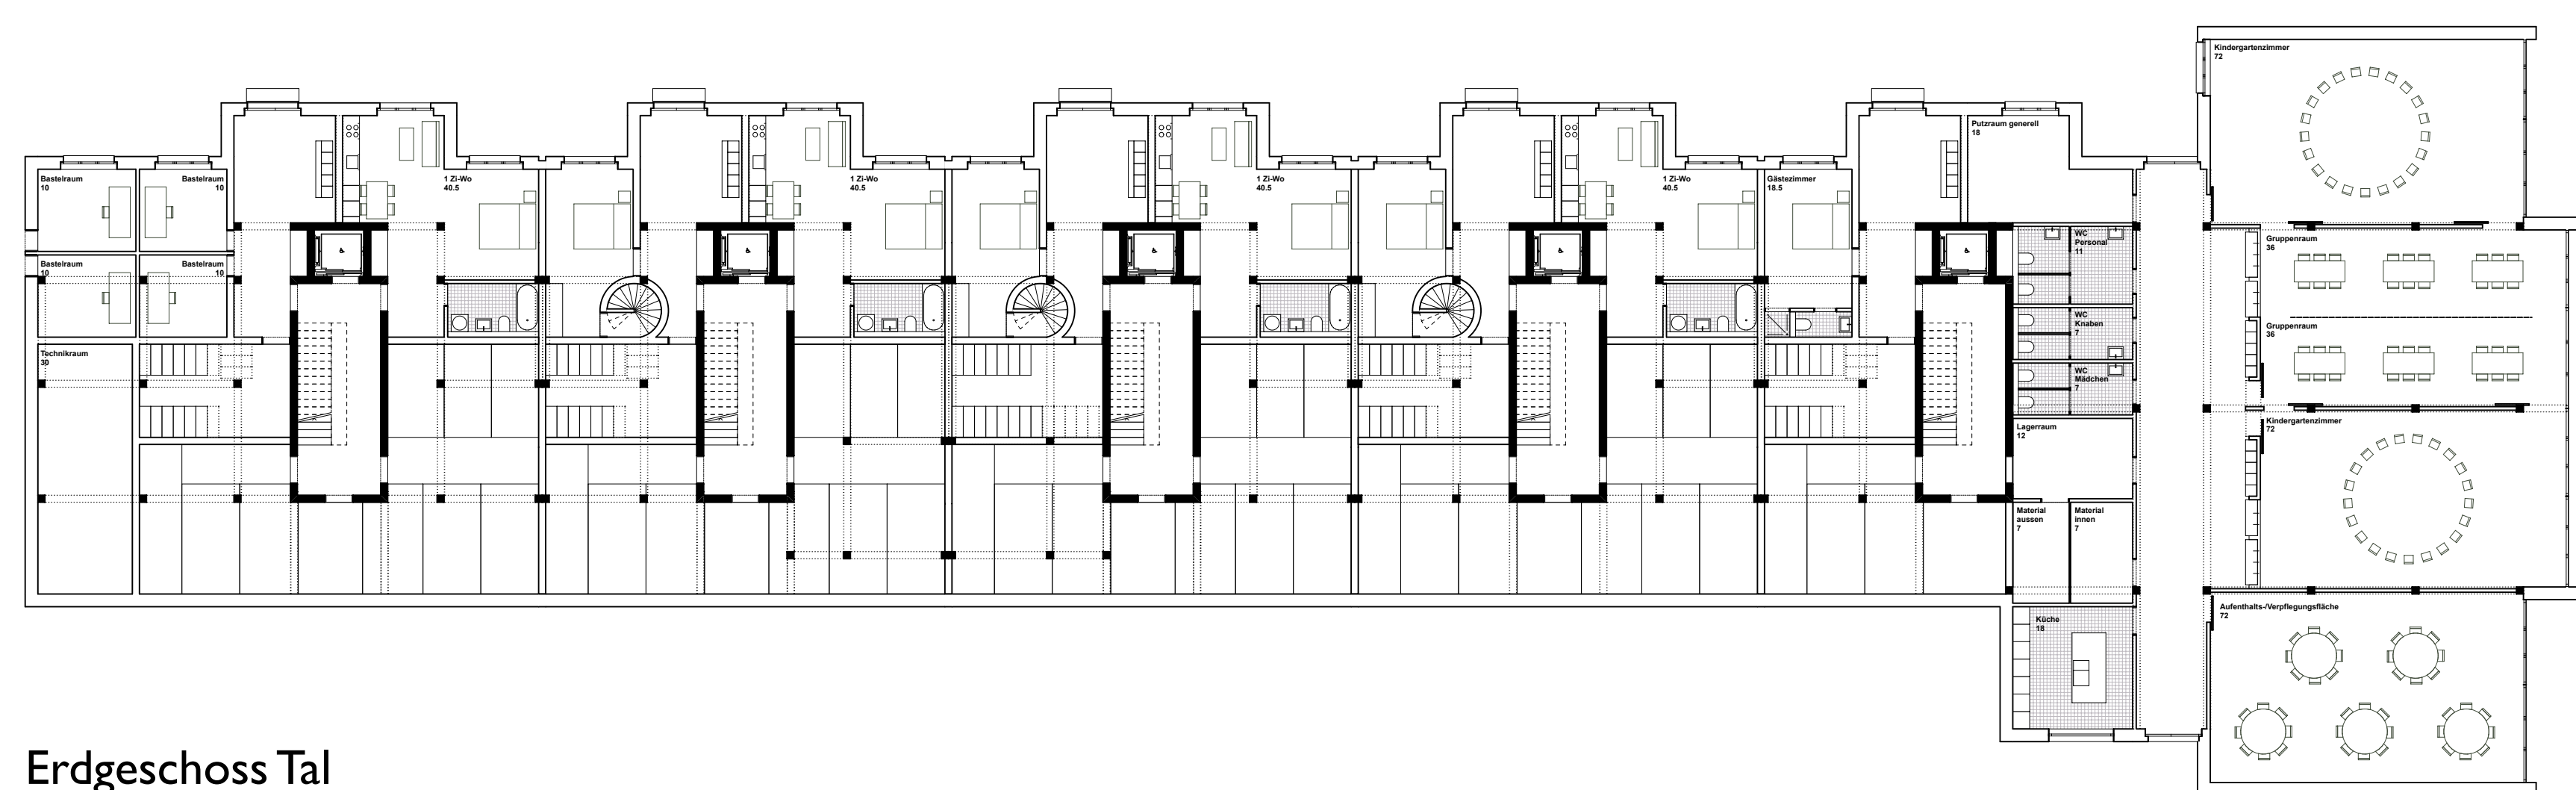 Kindergartenzimmer
72
Putzraum generell
18
Bastelraum
10
Bastelraum
10
1 Zi-Wo
40.5
1 Zi-Wo
40.5
1 Zi-Wo
40.5
1 Zi-Wo
40.5
Gästezimmer
18.5
WC
Personal
11
Gruppenraum
36
Bastelraum
10
Bastelraum
10
WC
Knaben
7
Gruppenraum
36
Technikraum
30
WC
Mädchen
7
Lagerraum
12
Kindergartenzimmer
72
Material
aussen
7
Material
innen
7
Küche
18
Aufenthalts-/Verpflegungsfläche
72
Erdgeschoss Tal